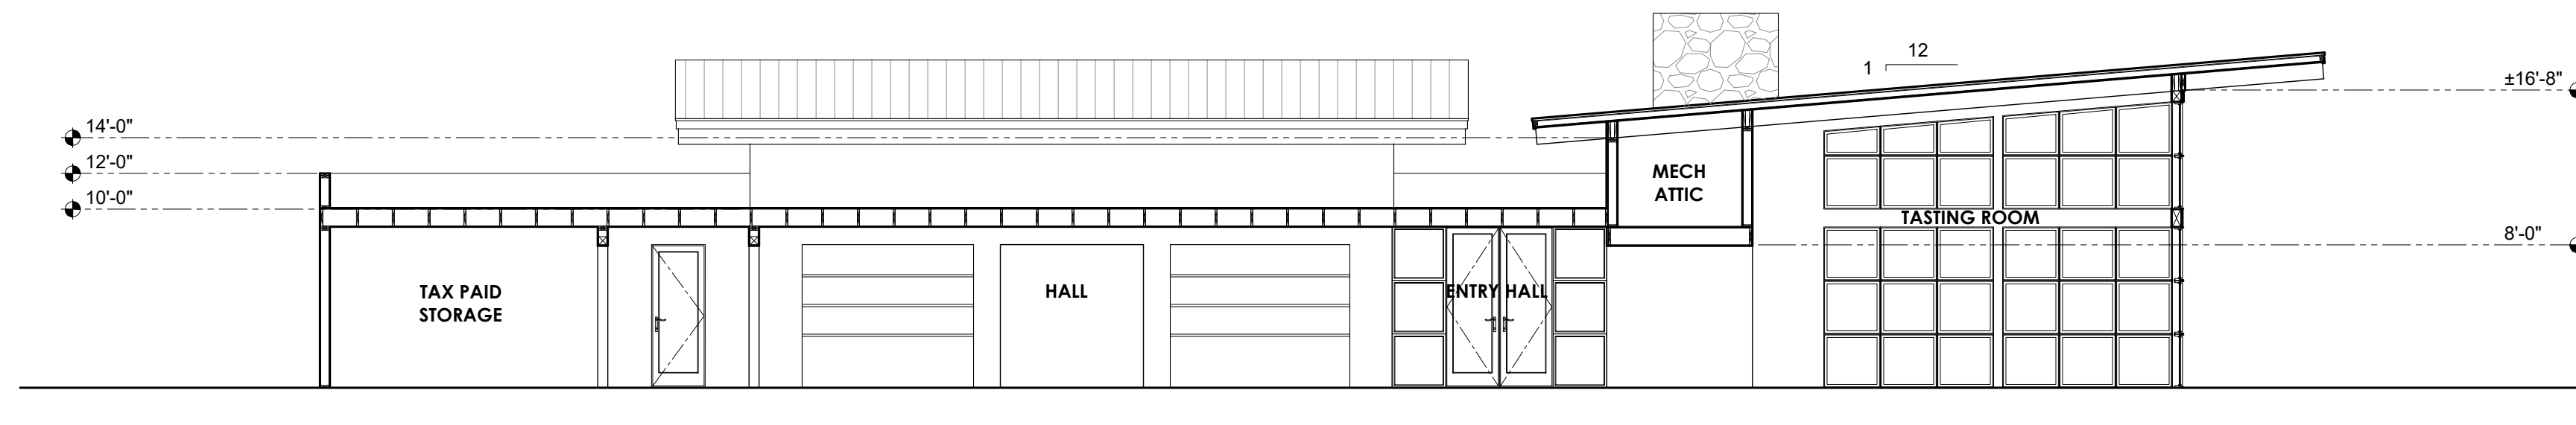 12
1
±16'-8"
14'-0"
12'-0"
10'-0"
MECH
ATTIC
TASTING ROOM
8'-0"
TAX PAID
STORAGE
HALL
ENTRY HALL